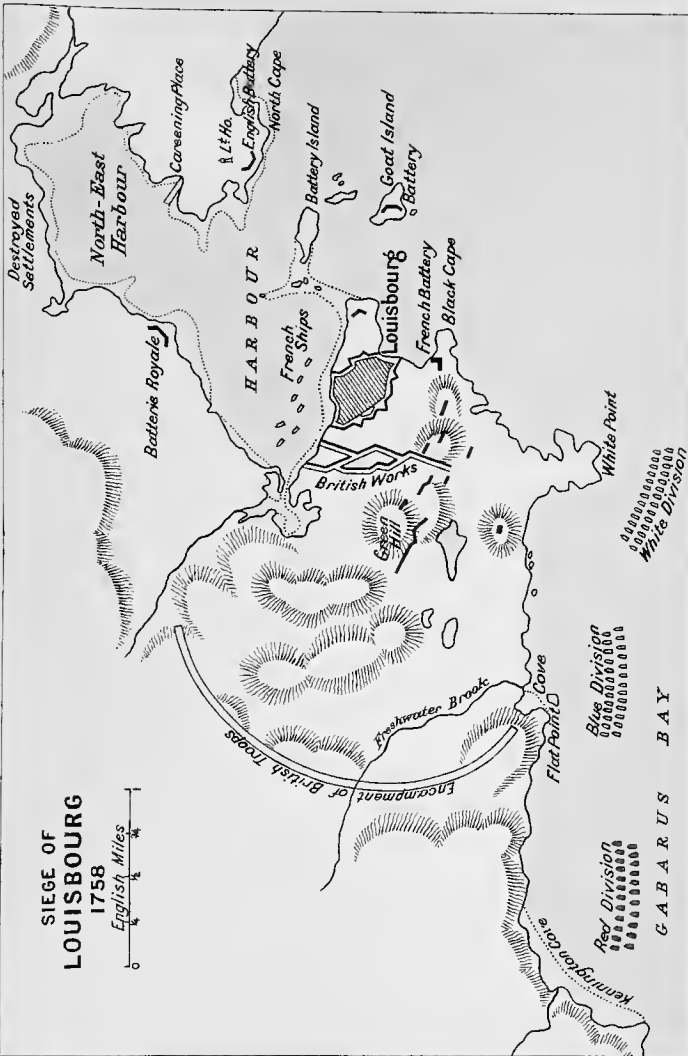 SIEGE OF
LOUISBOURG
1758
English Miles
0 ¼ ½ ¾ 1
Destroyed
Settlements
North-East
Harbour
Careening Place
Lt. Ho.
English Battery
North Cape
Batterie Royale
HARBOUR
Battery Island
Goat Island
Battery
French
Ships
Louisbourg
French Battery
Black Cape
British Works
Green
Hill
White Point
White Division
Encampment of British Troops
Freshwater Brook
Cove
Flat Point
Blue Division
Red Division
Kennington Cove
GABARUS BAY